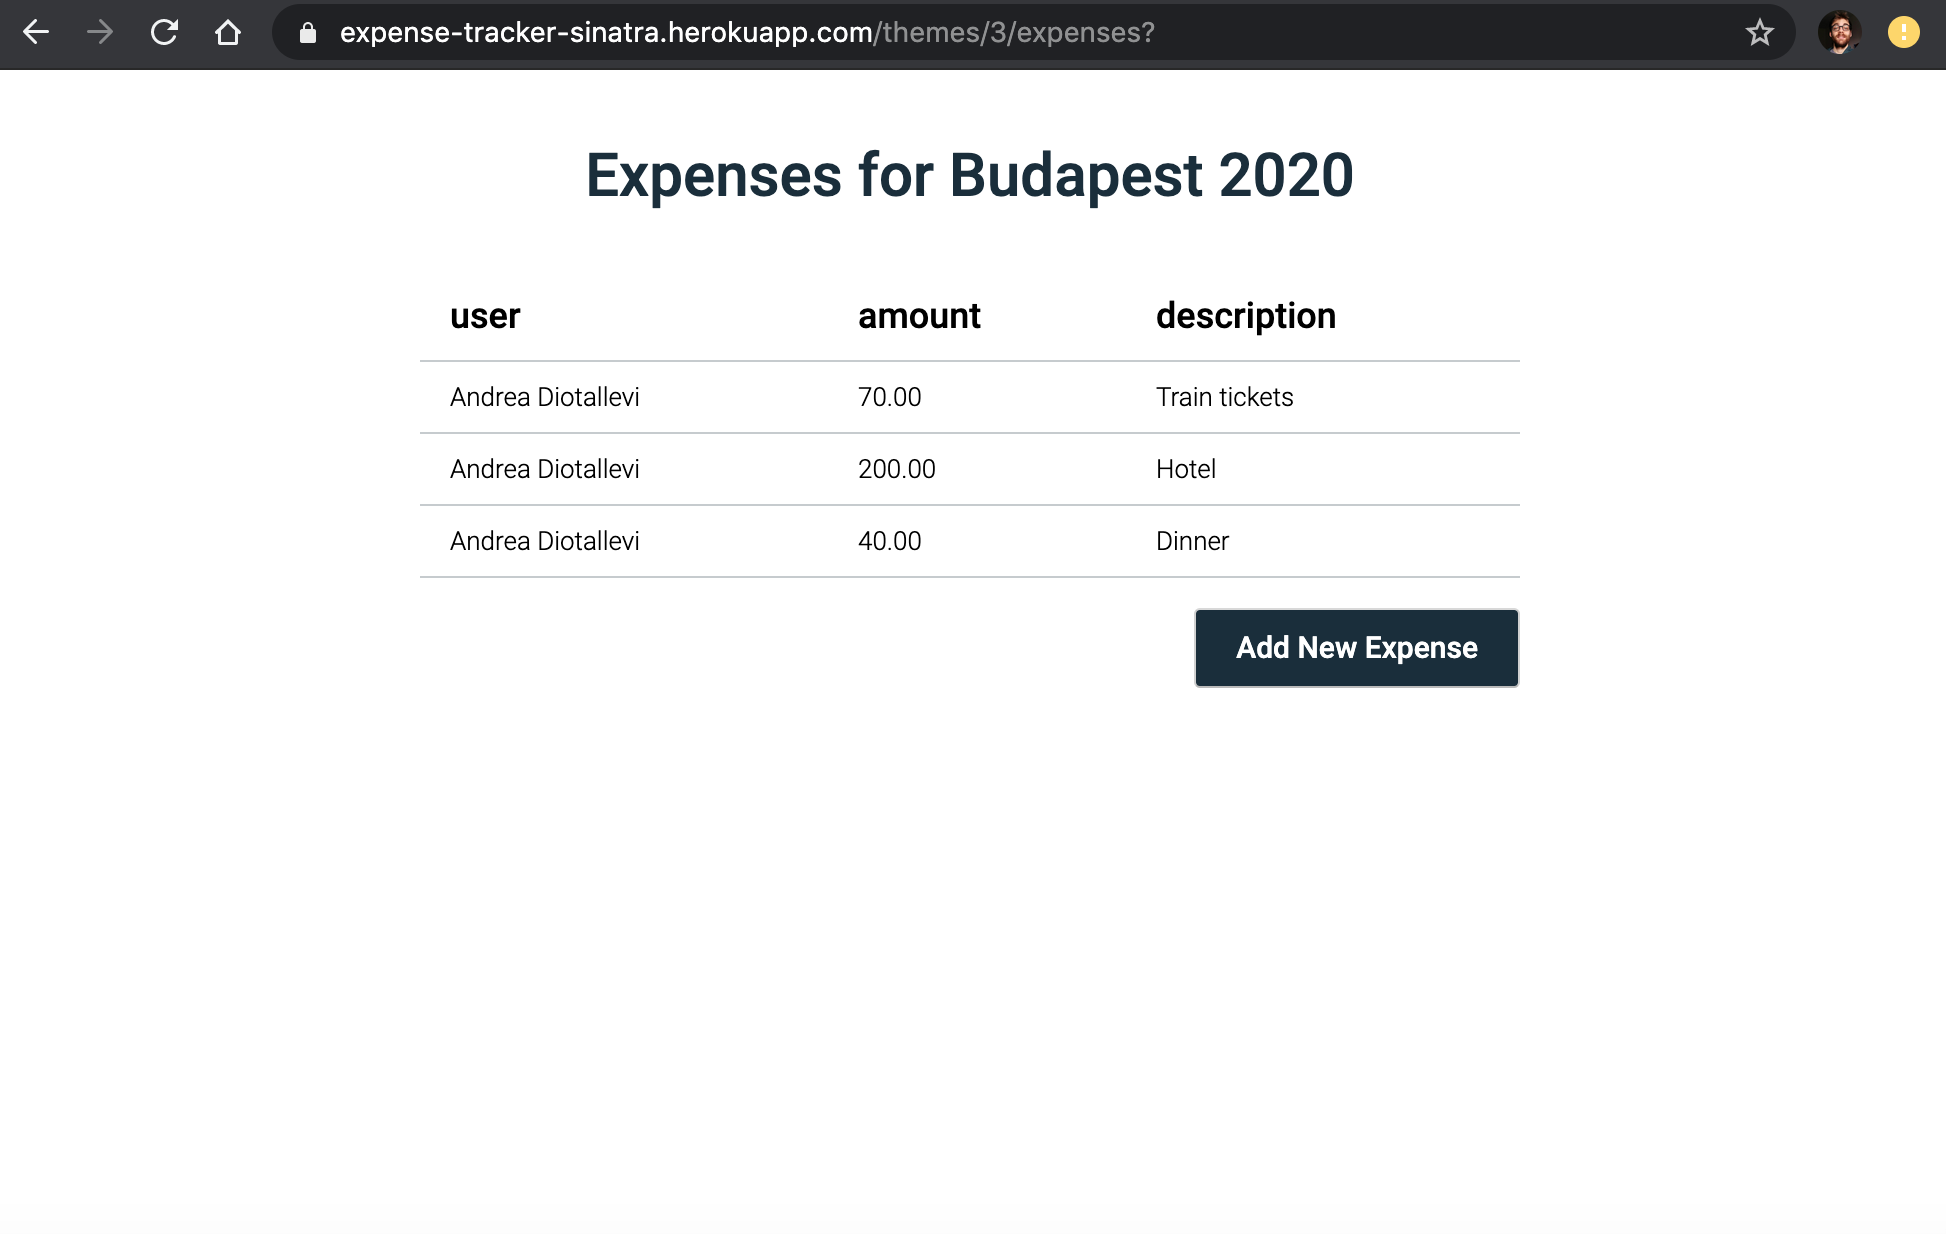 expense-tracker-sinatra.herokuapp.com/themes/3/expenses?
Expenses for Budapest 2020
user amount description
Andrea Diotallevi 70.00 Train tickets
Andrea Diotallevi 200.00 Hotel
Andrea Diotallevi 40.00 Dinner
Add New Expense